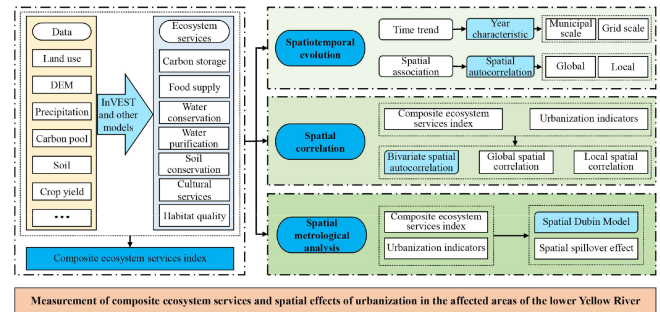 Data
Land use
DEM
Precipitation
Carbon pool
Soil
Crop yield
...
InVEST
and other
models
Ecosystem
services
Carbon storage
Food supply
Water
conservation
Water
purification
Soil
conservation
Cultural
services
Habitat quality
Composite ecosystem services index
Spatiotemporal
evolution
Time trend
Year
characteristic
Municipal
scale
Grid scale
Spatial
association
Spatial
autocorrelation
Global
Local
Spatial
correlation
Composite ecosystem
services index
Urbanization indicators
Bivariate spatial
autocorrelation
Global spatial
correlation
Local spatial
correlation
Spatial
metrological
analysis
Composite ecosystem
services index
Urbanization indicators
Spatial Dubin Model
Spatial spillover effect
Measurement of composite ecosystem services and spatial effects of urbanization in the affected areas of the lower Yellow River